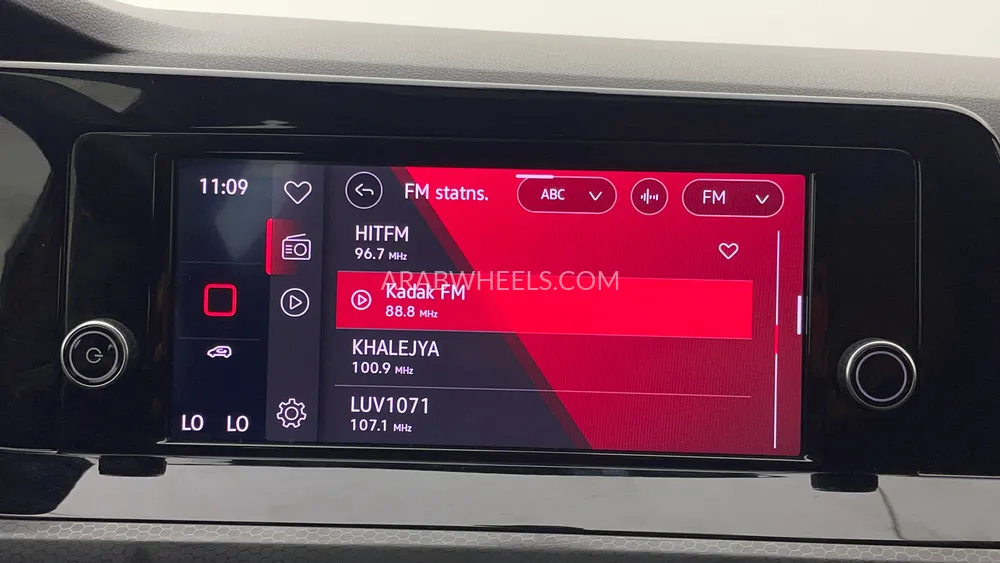 11:09
FM statns.
ABC
FM
HITFM
96.7 MHz
ARABWHEELS.COM
Kadak FM
88.8 MHz
KHALEJYA
100.9 MHz
LUV1071
107.1 MHz
LO LO